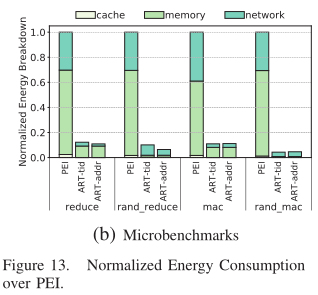 cache memory network
Normalized Energy Breakdown
1.0
0.8
0.6
0.4
0.2
0.0
PEI ART-tid ART-addr PEI ART-tid ART-addr PEI ART-tid ART-addr PEI ART-tid ART-addr
reduce rand_reduce mac rand_mac
(b) Microbenchmarks
Figure 13. Normalized Energy Consumption
over PEI.